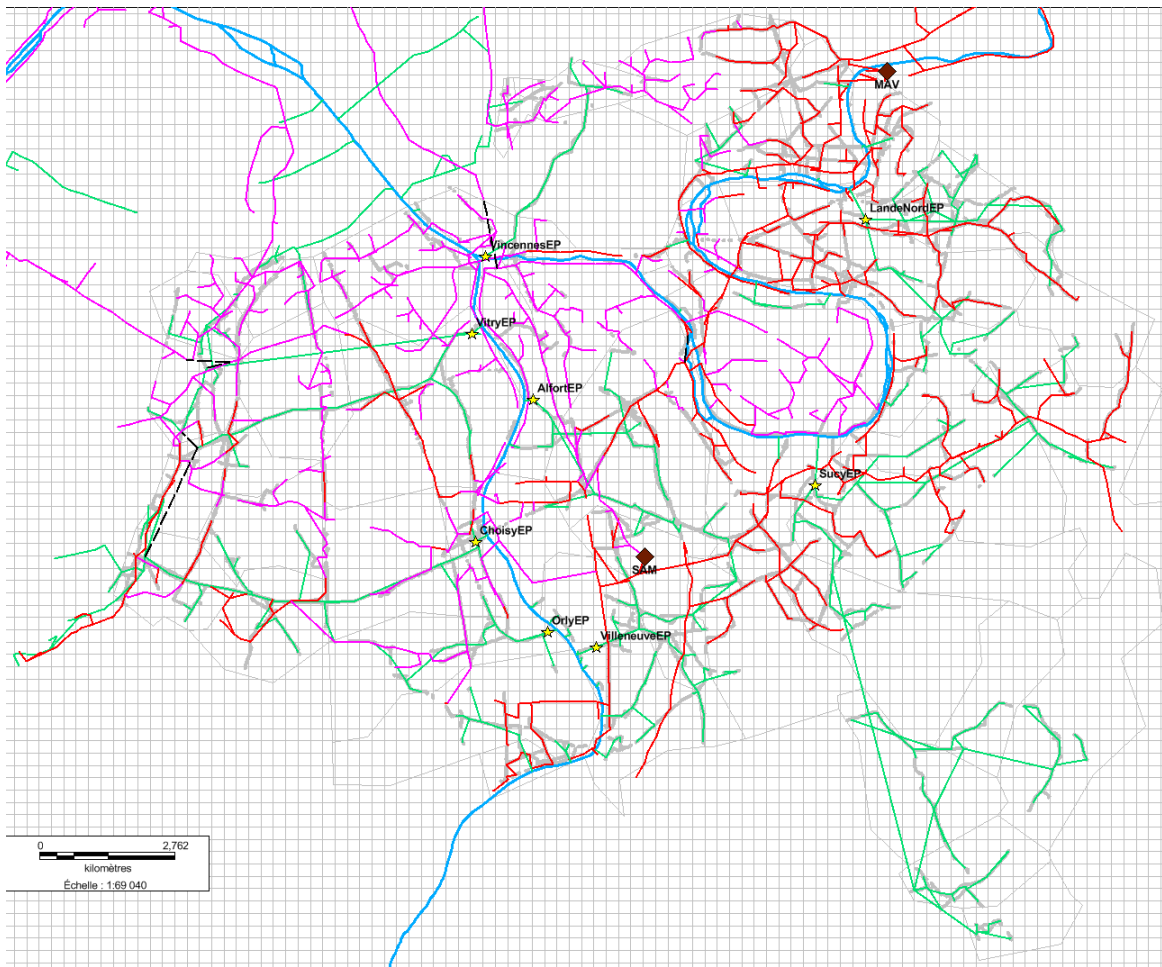 MAV
LandeNordEP
VincennesEP
VitryEP
AlfortEP
SucyEP
ChoisyEP
SAM
OrlyEP
VilleneuveEP
0 2,762
kilomètres
Échelle : 1:69 040